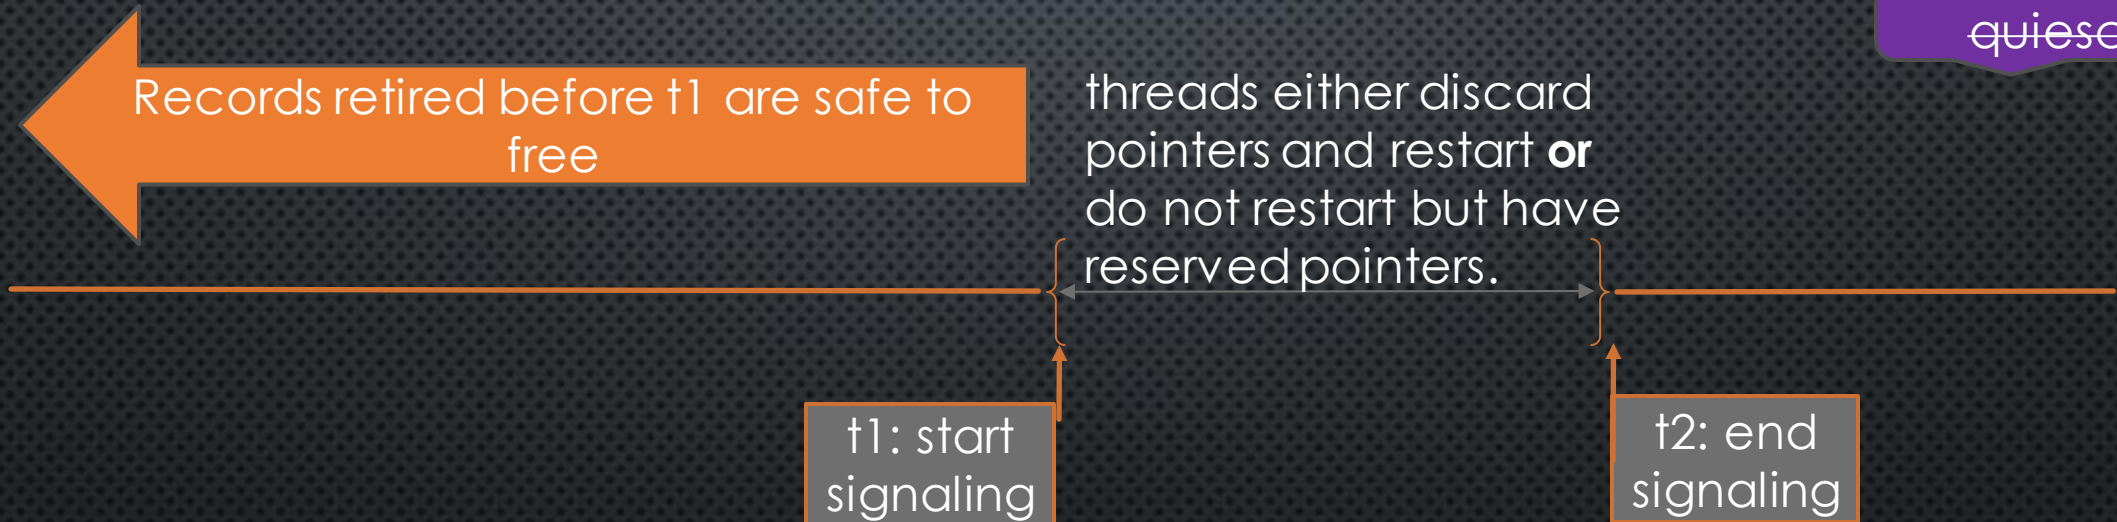 Records retired before t1 are safe to
free
threads either discard
pointers and restart or
do not restart but have
reserved pointers.
t1: start
signaling
t2: end
signaling